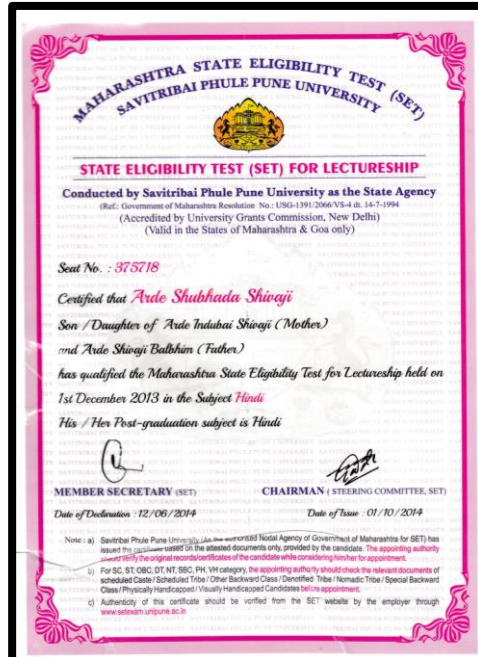 MAHARASHTRA STATE ELIGIBILITY TEST (SET)
SAVITRIBAI PHULE PUNE UNIVERSITY
STATE ELIGIBILITY TEST (SET) FOR LECTURESHIP
Conducted by Savitribai Phule Pune University as the State Agency
(Ref.: Government of Maharashtra Resolution No.: USG-1391/2066/VS-4 dt. 14-7-1994
(Accredited by University Grants Commission, New Delhi)
(Valid in the States of Maharashtra & Goa only)
Seat No. : 375718
Certified that Arde Shubhada Shivaji
Son / Daughter of Arde Indubai Shivaji (Mother)
and Arde Shivaji Balbhim (Father)
has qualified the Maharashtra State Eligibility Test for Lectureship held on
1st December 2013 in the Subject Hindi
His / Her Post-graduation subject is Hindi
MEMBER SECRETARY (SET) CHAIRMAN ( STEERING COMMITTEE, SET)
Date of Declaration : 12/06/2014 Date of Issue : 01/10/2014
Note : a) Savitribai Phule Pune University (As the authorised Nodal Agency of Government of Maharashtra for SET) has
issued the certificate based on the attested documents only, provided by the candidate. The appointing authority
should verify the original records/certificates of the candidate while considering him/her for appointment.
b) For SC, ST, OBC, DT, NT, SBC, PH, VH category, the appointing authority should check the relevant documents of
scheduled Caste / Scheduled Tribe / Other Backward Class / Denotified Tribe / Nomadic Tribe / Special Backward
Class / Physically Handicapped / Visually Handicapped Candidates before appointment.
c) Authenticity of this certificate should be verified from the SET website by the employer through
www.setexam.unipune.ac.in